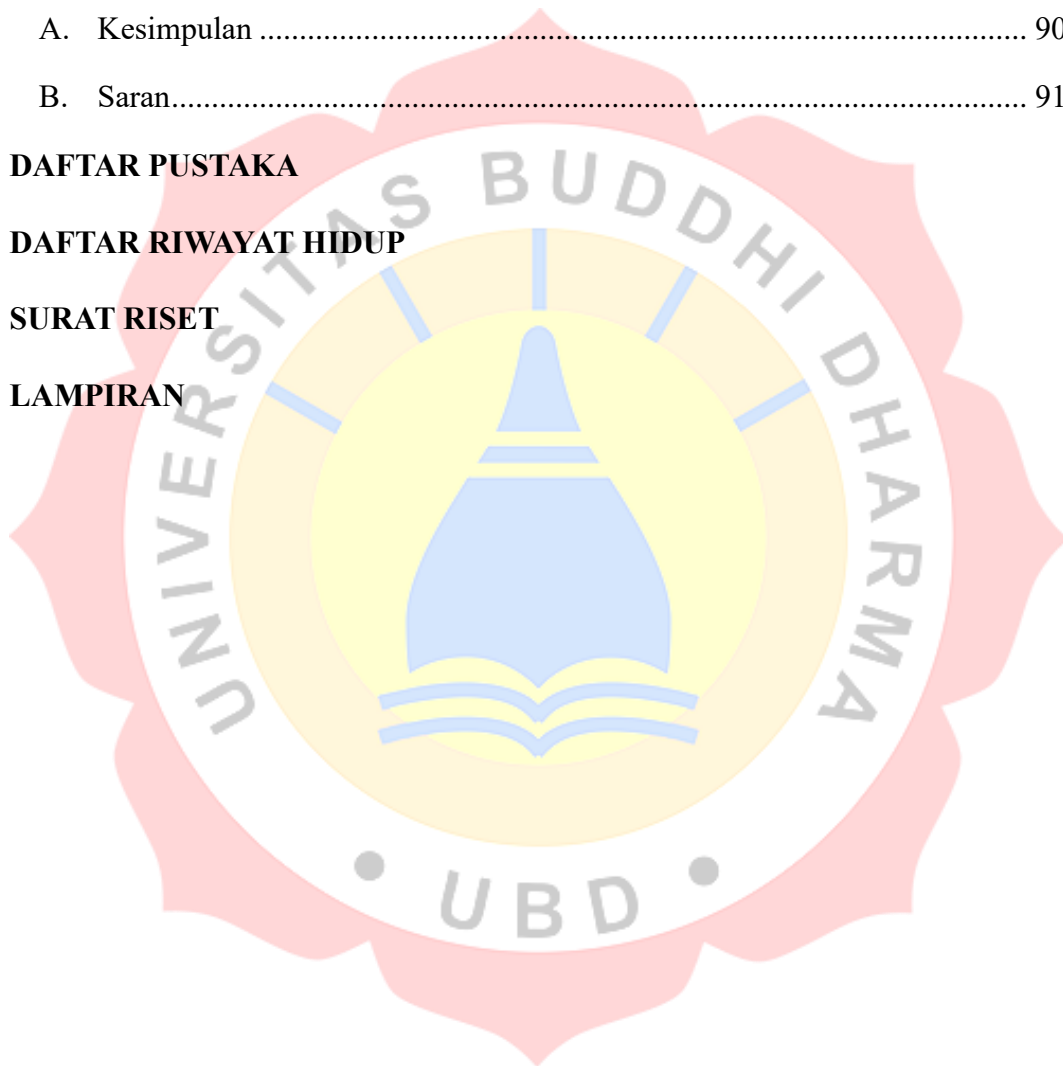 A. Kesimpulan ................................................................................................ 90
B. Saran........................................................................................................... 91
DAFTAR PUSTAKA
DAFTAR RIWAYAT HIDUP
SURAT RISET
LAMPIRAN
UNIVERSITAS BUDDHI DHARMA
• UBD •